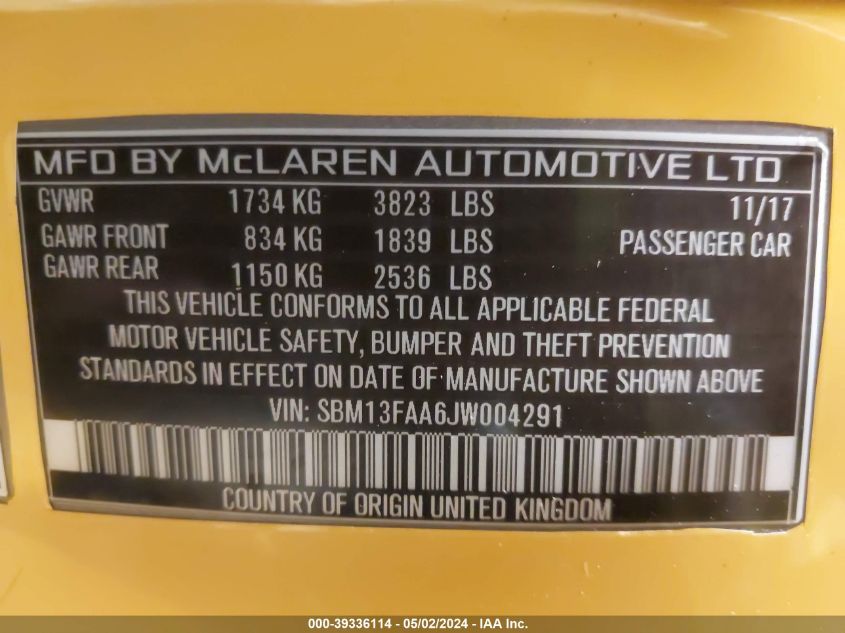 MFD BY McLAREN AUTOMOTIVE LTD
GVWR 1734 KG 3823 LBS 11/17
GAWR FRONT 834 KG 1839 LBS PASSENGER CAR
GAWR REAR 1150 KG 2536 LBS
THIS VEHICLE CONFORMS TO ALL APPLICABLE FEDERAL
MOTOR VEHICLE SAFETY, BUMPER AND THEFT PREVENTION
STANDARDS IN EFFECT ON DATE OF MANUFACTURE SHOWN ABOVE
VIN: SBM13FAA6JW004291
COUNTRY OF ORIGIN UNITED KINGDOM
000-39336114 - 05/02/2024 - IAA Inc.